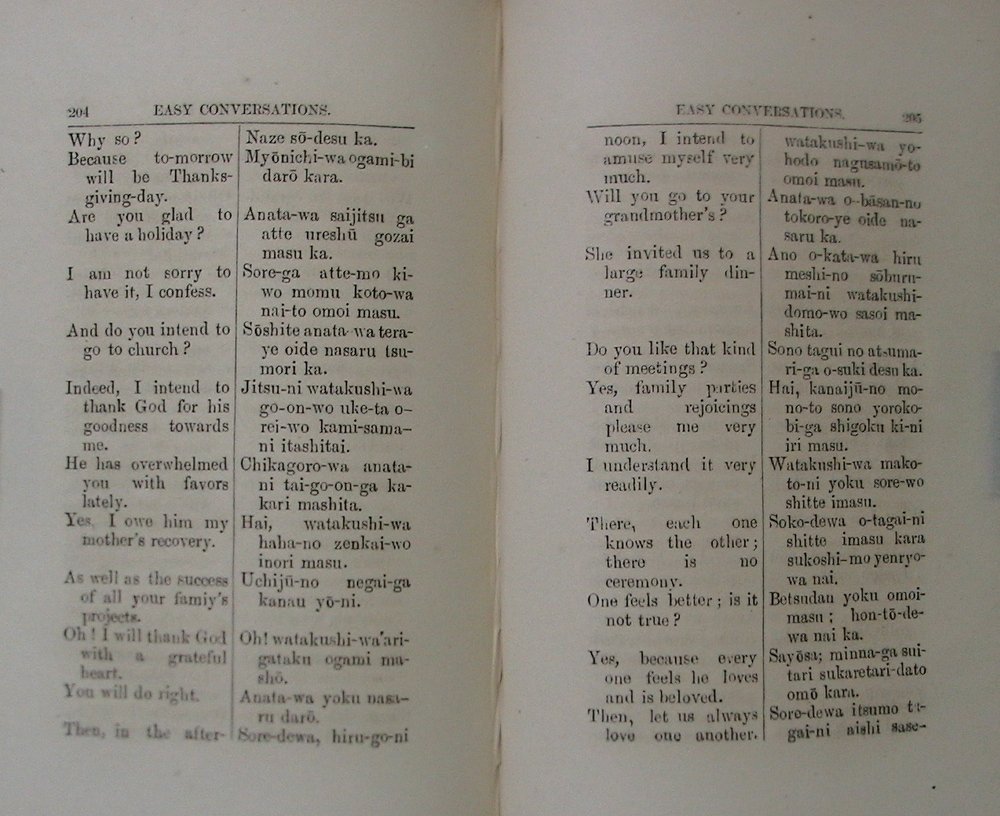 204 EASY CONVERSATIONS.
Why so ?
Because to-morrow
will be Thanks-
giving-day.
Are you glad to
have a holiday ?
I am not sorry to
have it, I confess.
And do you intend to
go to church ?
Indeed, I intend to
thank God for his
goodness towards
me.
He has overwhelmed
you with favors
lately.
Yes, I owe him my
mother's recovery.
As well as the success
of all your famiy's
projects.
Oh ! I will thank God
with a grateful
heart.
You will do right.
Then, in the after-
Naze sō-desu ka.
Myōnichi-wa ogami-bi
darō kara.
Anata-wa saijitsu ga
atte ureshū gozai
masu ka.
Sore-ga atte-mo ki-
wo momu koto-wa
nai-to omoi masu.
Sōshite anata-wa tera-
ye oide nasaru tsu-
mori ka.
Jitsu-ni watakushi-wa
go-on-wo uke-ta o-
rei-wo kami-sama-
ni itashitai.
Chikagoro-wa anata-
ni tai-go-on-ga ka-
kari mashita.
Hai, watakushi-wa
haha-no zenkai-wo
inori masu.
Uchijū-no negai-ga
kanau yō-ni.
Oh! watakushi-wa'ari-
gataku ogami ma-
shō.
Anata-wa yoku nasa-
ru darō.
Sore-dewa, hiru-go-ni
EASY CONVERSATIONS. 205
noon, I intend to
amuse myself very
much.
Will you go to your
grandmother's ?
She invited us to a
large family din-
ner.
Do you like that kind
of meetings ?
Yes, family parties
and rejoicings
please me very
much.
I understand it very
readily.
There, each one
knows the other ;
there is no
ceremony.
One feels better ; is it
not true ?
Yes, because every
one feels he loves
and is beloved.
Then, let us always
love one another.
watakushi-wa yo-
hodo nagusamō-to
omoi masu.
Anata-wa o-bāsan-no
tokoro-ye oide na-
saru ka.
Ano o-kata-wa hiru
meshi-no sōburu-
mai-ni watakushi-
domo-wo sasoi ma-
shita.
Sono tagui no atsuma-
ri-ga o-suki desu ka.
Hai, kanaijū-no mo-
no-to sono yoroko-
bi-ga shigoku ki-ni
iri masu.
Watakushi-wa mako-
to-ni yoku sore-wo
shitte imasu.
Soko-dewa o-tagai-ni
shitte imasu kara
sukoshi-mo yenryo-
wa nai.
Betsudan yoku omoi-
masu ; hon-tō-de-
wa nai ka.
Sayōsa; minna-ga sui-
tari sukaretari-dato
omō kara.
Sore-dewa itsumo ta-
gai-ni aishi sase-